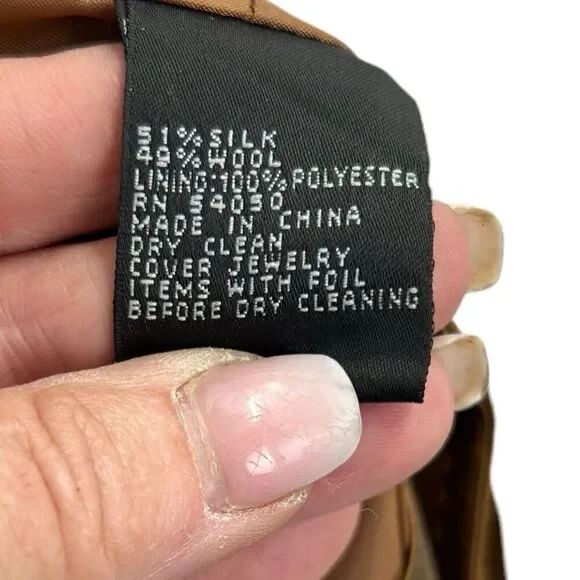 51% SILK
49% WOOL
LINING:100% POLYESTER
RN 54050
MADE IN CHINA
DRY CLEAN
COVER JEWELRY
ITEMS WITH FOIL
BEFORE DRY CLEANING